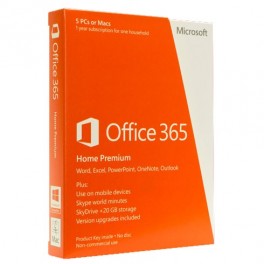 5 PCs or Macs
1 year subscription for one household
Microsoft
Office 365
Home Premium
Word, Excel, PowerPoint, OneNote, Outlook
Plus:
Use on mobile devices
Skype world minutes
SkyDrive +20 GB storage
Version upgrades included
Product Key Inside • No disc
Non-commercial use